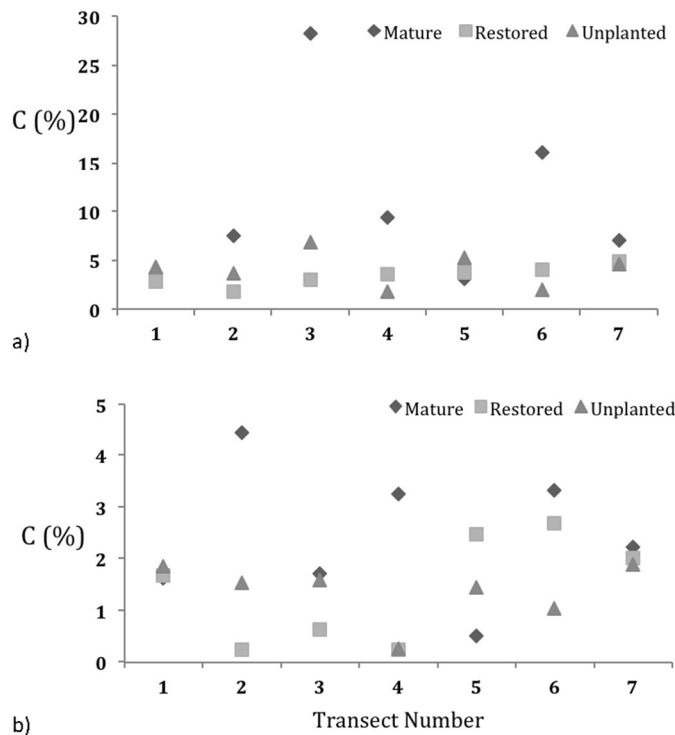 30
◆Mature ■Restored ▲Unplanted
25
C (%)
20
15
10
5
0
1 2 3 4 5 6 7
a)
5
◆Mature ■Restored ▲Unplanted
4
3
C (%)
2
1
0
1 2 3 4 5 6 7
b)
Transect Number